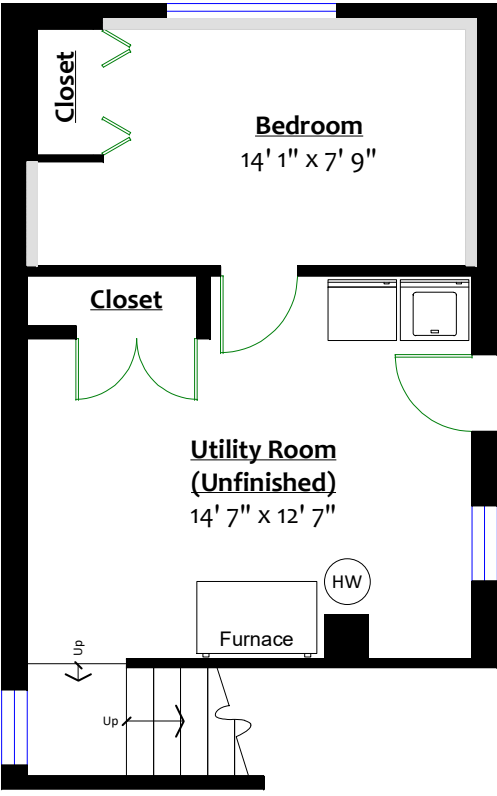 Closet
Bedroom
14' 1" x 7' 9"
Closet
Utility Room
(Unfinished)
14' 7" x 12' 7"
HW
Furnace
Up
Up